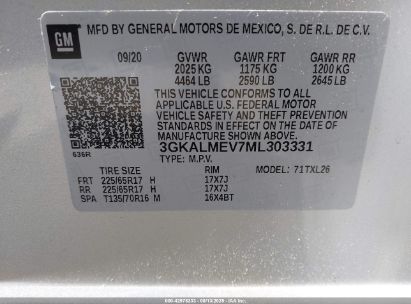 GM
MFD BY GENERAL MOTORS DE MEXICO, S. DE R.L. DE C.V.
09/20 GVWR GAWR FRT GAWR RR
2025 KG 1175 KG 1200 KG
4464 LB 2590 LB 2645 LB
THIS VEHICLE CONFORMS TO ALL
APPLICABLE U.S. FEDERAL MOTOR
VEHICLE SAFETY AND THEFT PREVENTION
STANDARDS IN EFFECT ON THE DATE OF
MANUFACTURE SHOWN ABOVE.
636R 3GKALMEV7ML303331
TYPE: M.P.V.
TIRE SIZE RIM MODEL: 71TXL26
FRT 225/65R17 H 17X7J
RR 225/65R17 H 17X7J
SPA T135/70R16 M 16X4BT